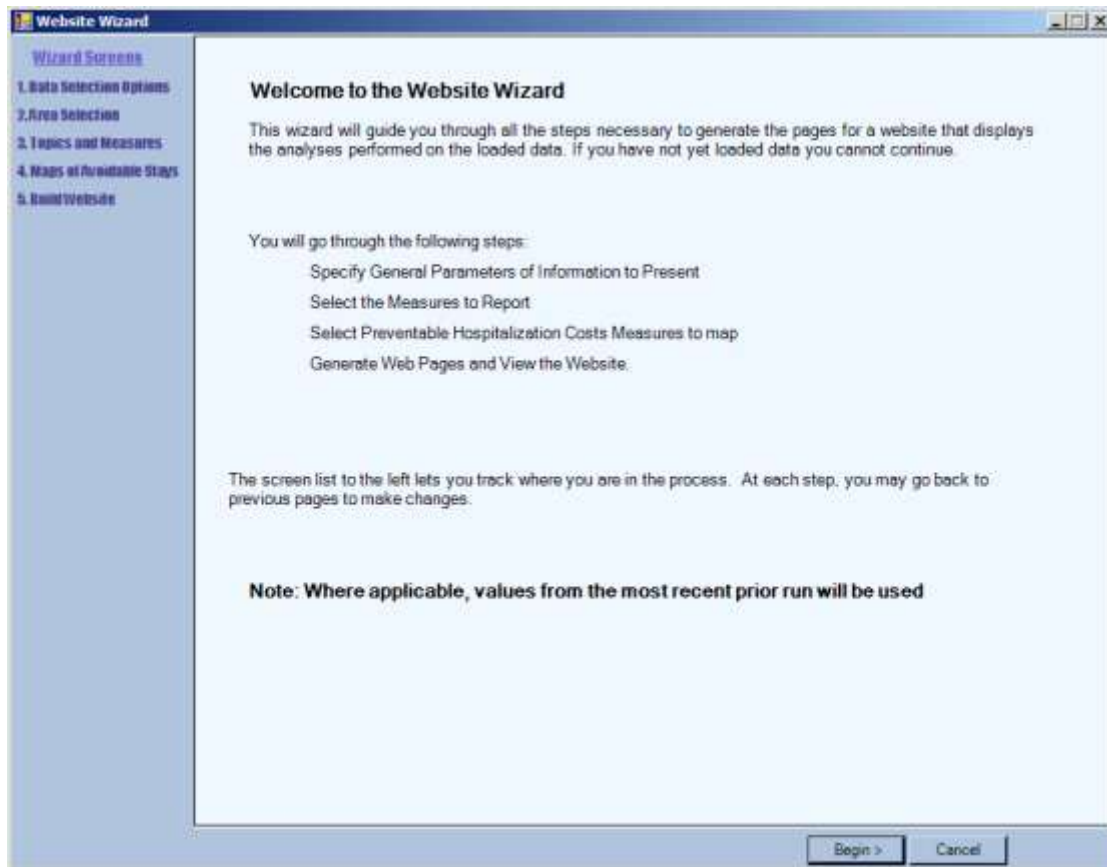 Website Wizard
Wizard Screens
1. Data Selection Options
2.Area Selection
3. Topics and Measures
4. Maps of Avoidable Stays
5. Build Website
Welcome to the Website Wizard
This wizard will guide you through all the steps necessary to generate the pages for a website that displays
the analyses performed on the loaded data. If you have not yet loaded data you cannot continue.
You will go through the following steps:
Specify General Parameters of Information to Present
Select the Measures to Report
Select Preventable Hospitalization Costs Measures to map
Generate Web Pages and View the Website.
The screen list to the left lets you track where you are in the process. At each step, you may go back to
previous pages to make changes.
Note: Where applicable, values from the most recent prior run will be used
Begin >
Cancel